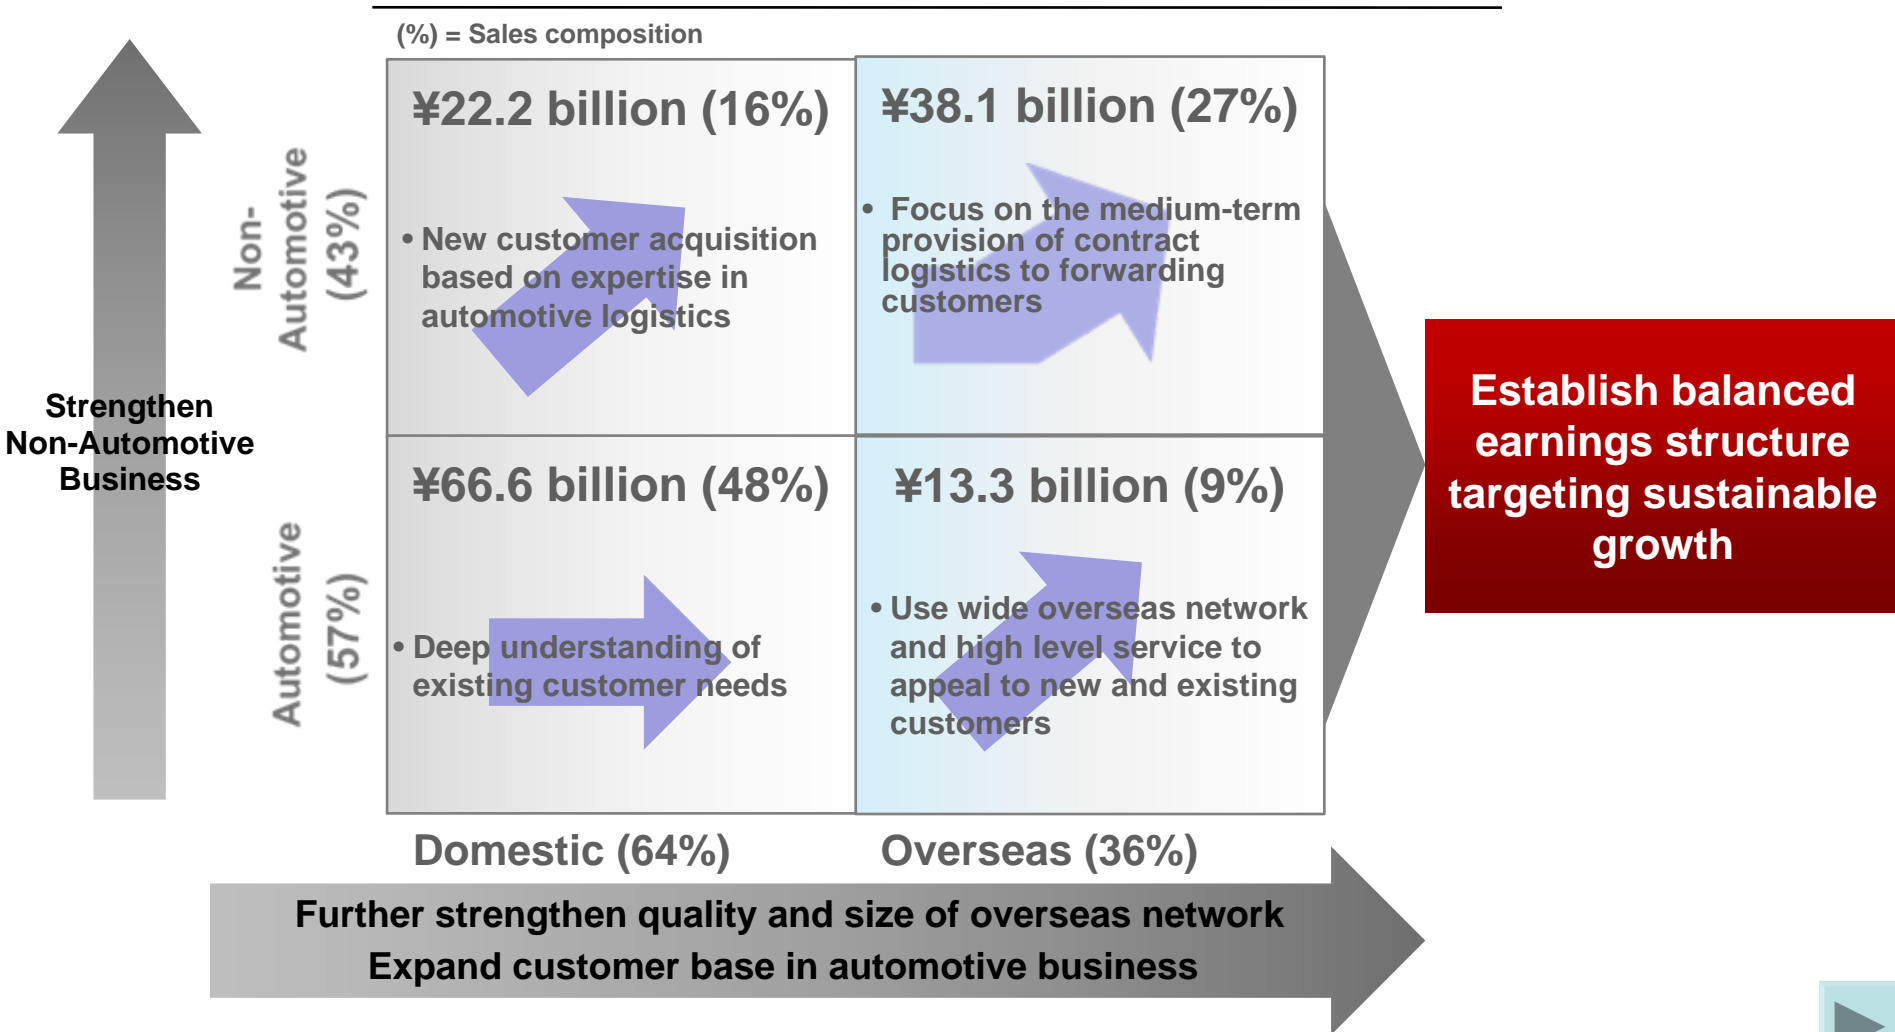 (%) = Sales composition
Non-
Automotive
(43%)
¥22.2 billion (16%)
• New customer acquisition
based on expertise in
automotive logistics
¥38.1 billion (27%)
• Focus on the medium-term
provision of contract
logistics to forwarding
customers
Strengthen
Non-Automotive
Business
Automotive
(57%)
¥66.6 billion (48%)
• Deep understanding of
existing customer needs
¥13.3 billion (9%)
• Use wide overseas network
and high level service to
appeal to new and existing
customers
Establish balanced
earnings structure
targeting sustainable
growth
Domestic (64%)
Overseas (36%)
Further strengthen quality and size of overseas network
Expand customer base in automotive business